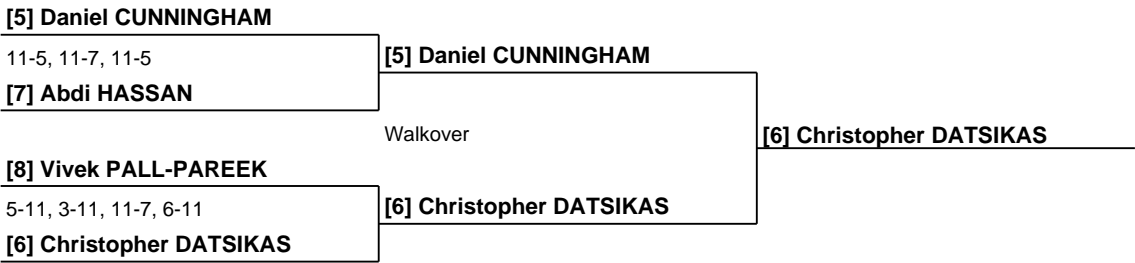 [5] Daniel CUNNINGHAM
11-5, 11-7, 11-5
[5] Daniel CUNNINGHAM
[7] Abdi HASSAN
Walkover
[6] Christopher DATSIKAS
[8] Vivek PALL-PAREEK
5-11, 3-11, 11-7, 6-11
[6] Christopher DATSIKAS
[6] Christopher DATSIKAS